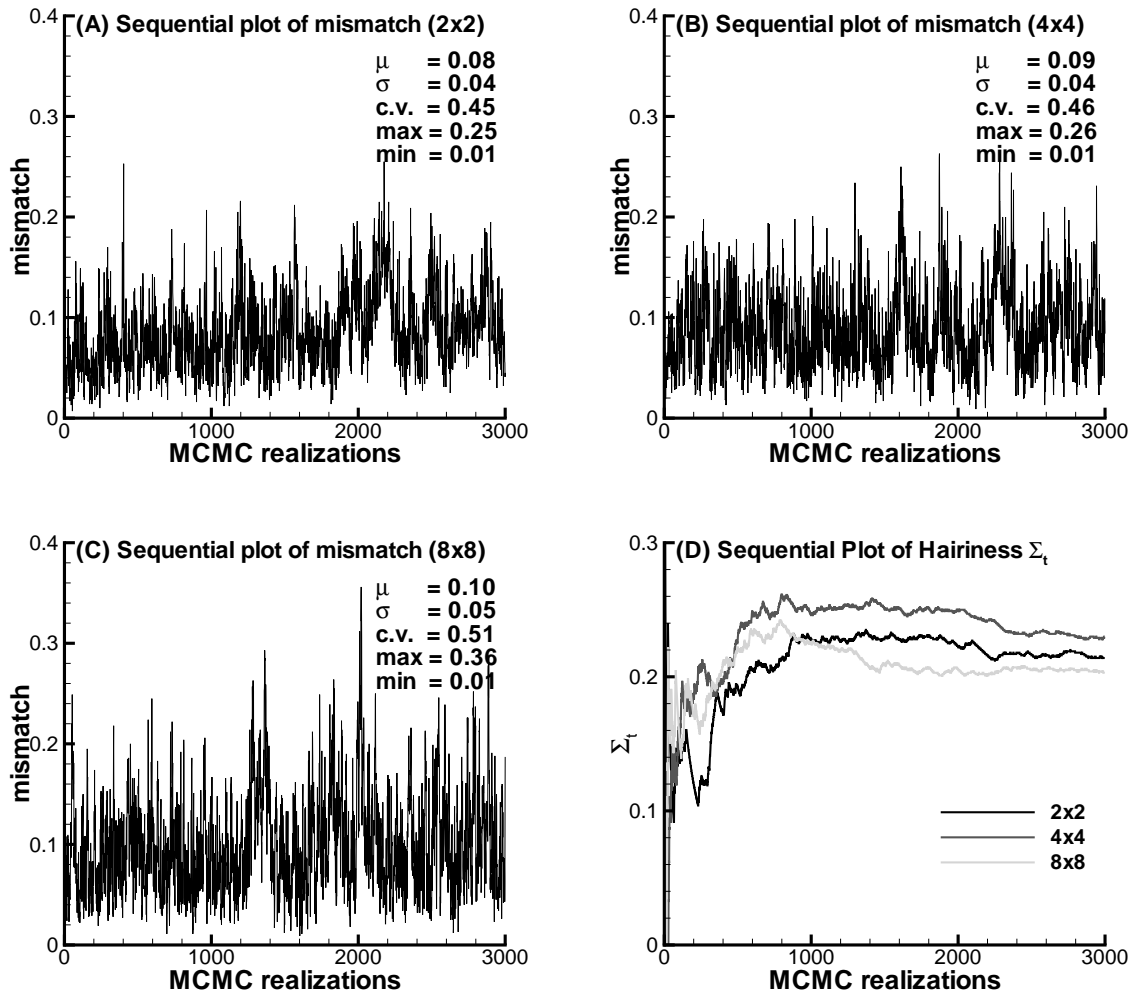 (A) Sequential plot of mismatch (2x2)
μ = 0.08
σ = 0.04
c.v. = 0.45
max = 0.25
min = 0.01
0.4
0.3
0.2
0.1
0
mismatch
0 1000 2000 3000
MCMC realizations
(B) Sequential plot of mismatch (4x4)
μ = 0.09
σ = 0.04
c.v. = 0.46
max = 0.26
min = 0.01
0.4
0.3
0.2
0.1
0
mismatch
0 1000 2000 3000
MCMC realizations
(C) Sequential plot of mismatch (8x8)
μ = 0.10
σ = 0.05
c.v. = 0.51
max = 0.36
min = 0.01
0.4
0.3
0.2
0.1
0
mismatch
0 1000 2000 3000
MCMC realizations
(D) Sequential Plot of Hairiness Σt
0.3
0.2
0.1
0
Σt
2x2
4x4
8x8
0 1000 2000 3000
MCMC realizations